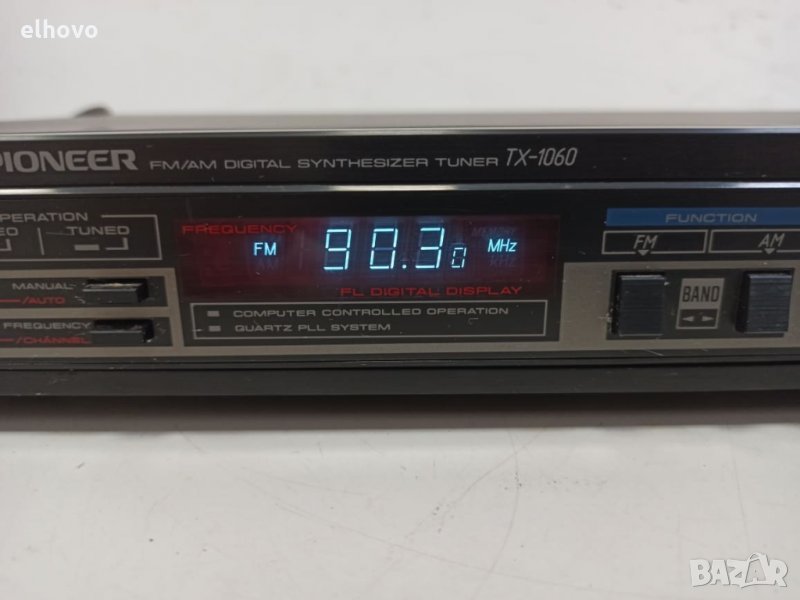 elhovo
PIONEER FM/AM DIGITAL SYNTHESIZER TUNER TX-1060
OPERATION
TUNED
FREQUENCY
FM 90.30 MHz
FL DIGITAL DISPLAY
MANUAL
/AUTO
FREQUENCY
/CHANNEL
COMPUTER CONTROLLED OPERATION
QUARTZ PLL SYSTEM
FUNCTION
FM
AM
BAND
BAZAR